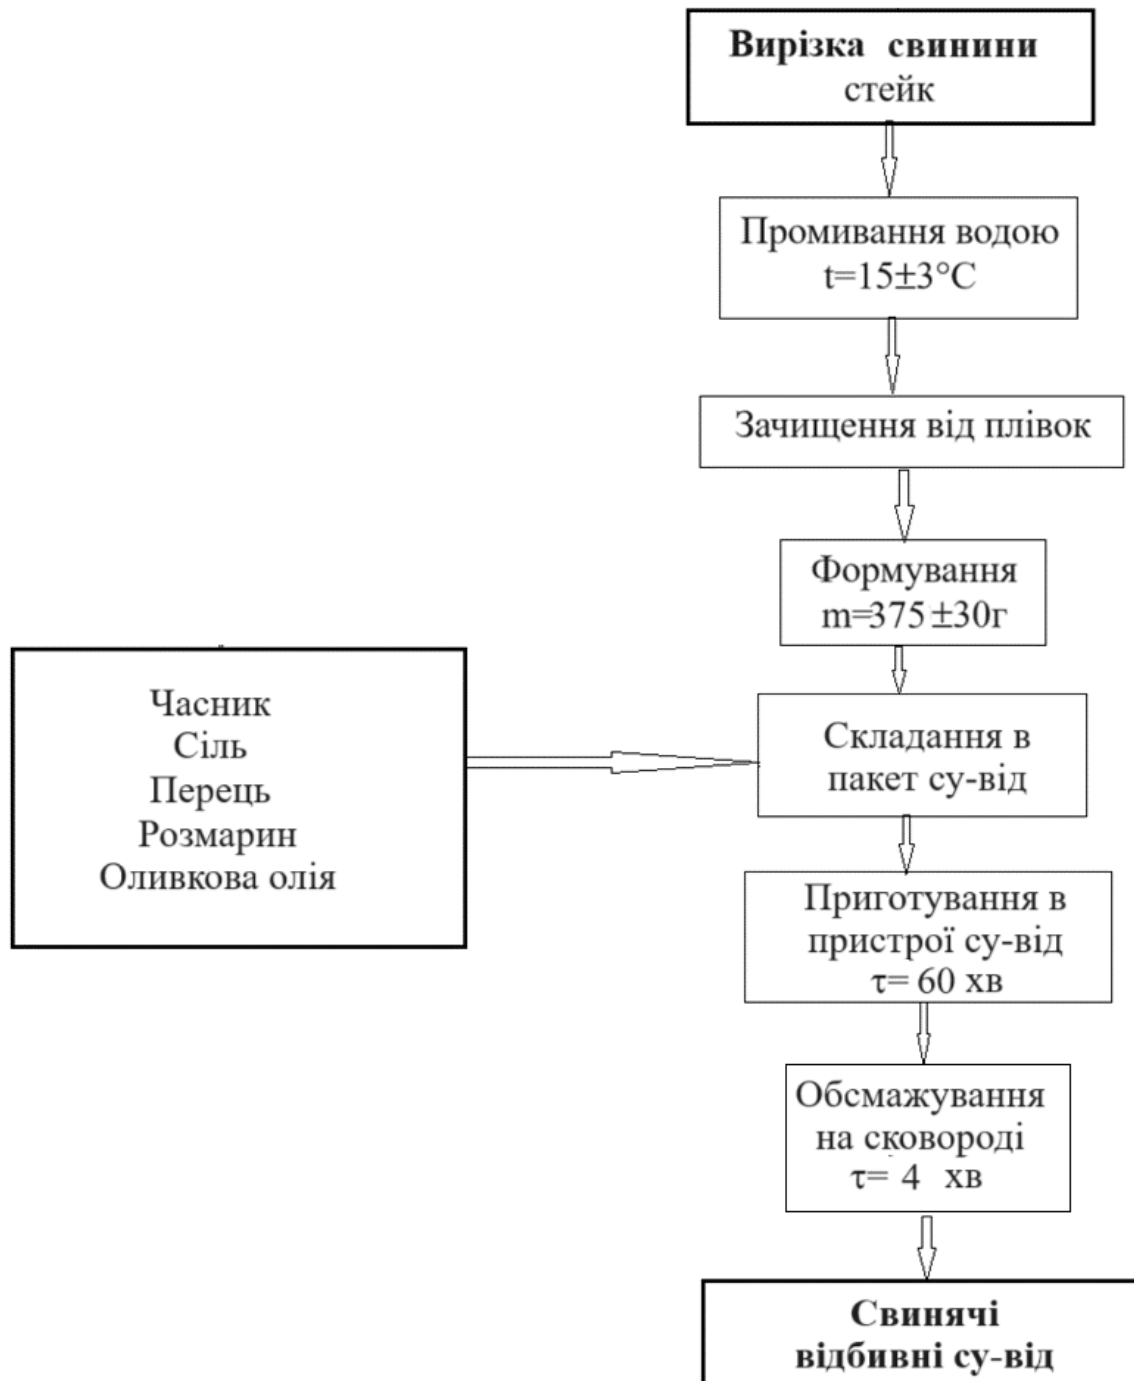 Вирізка свинини
стейк
Промивання водою
t=15±3°C
Зачищення від плівок
Формування
m=375±30г
Часник
Сіль
Перець
Розмарин
Оливкова олія
Складання в
пакет су-від
Приготування в
пристрої су-від
τ= 60 хв
Обсмажування
на сковороді
τ= 4 хв
Свинячі
відбивні су-від